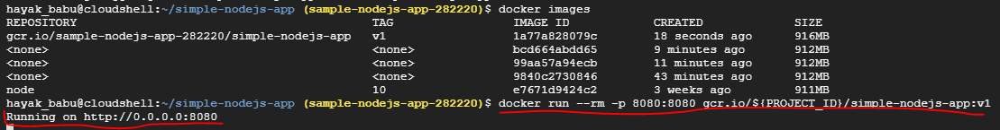 hayak_babu@cloudshell:~/simple-nodejs-app (sample-nodejs-app-282220)$ docker images
REPOSITORY TAG IMAGE ID CREATED SIZE
gcr.io/sample-nodejs-app-282220/simple-nodejs-app v1 1a77a828079c 18 seconds ago 916MB
<none> <none> bcd664abdd65 9 minutes ago 912MB
<none> <none> 99aa57a94ecb 11 minutes ago 912MB
<none> <none> 9840c2730846 43 minutes ago 912MB
node 10 e7671d9424c2 3 weeks ago 911MB
hayak_babu@cloudshell:~/simple-nodejs-app (sample-nodejs-app-282220)$ docker run --rm -p 8080:8080 gcr.io/${PROJECT_ID}/simple-nodejs-app:v1
Running on http://0.0.0.0:8080